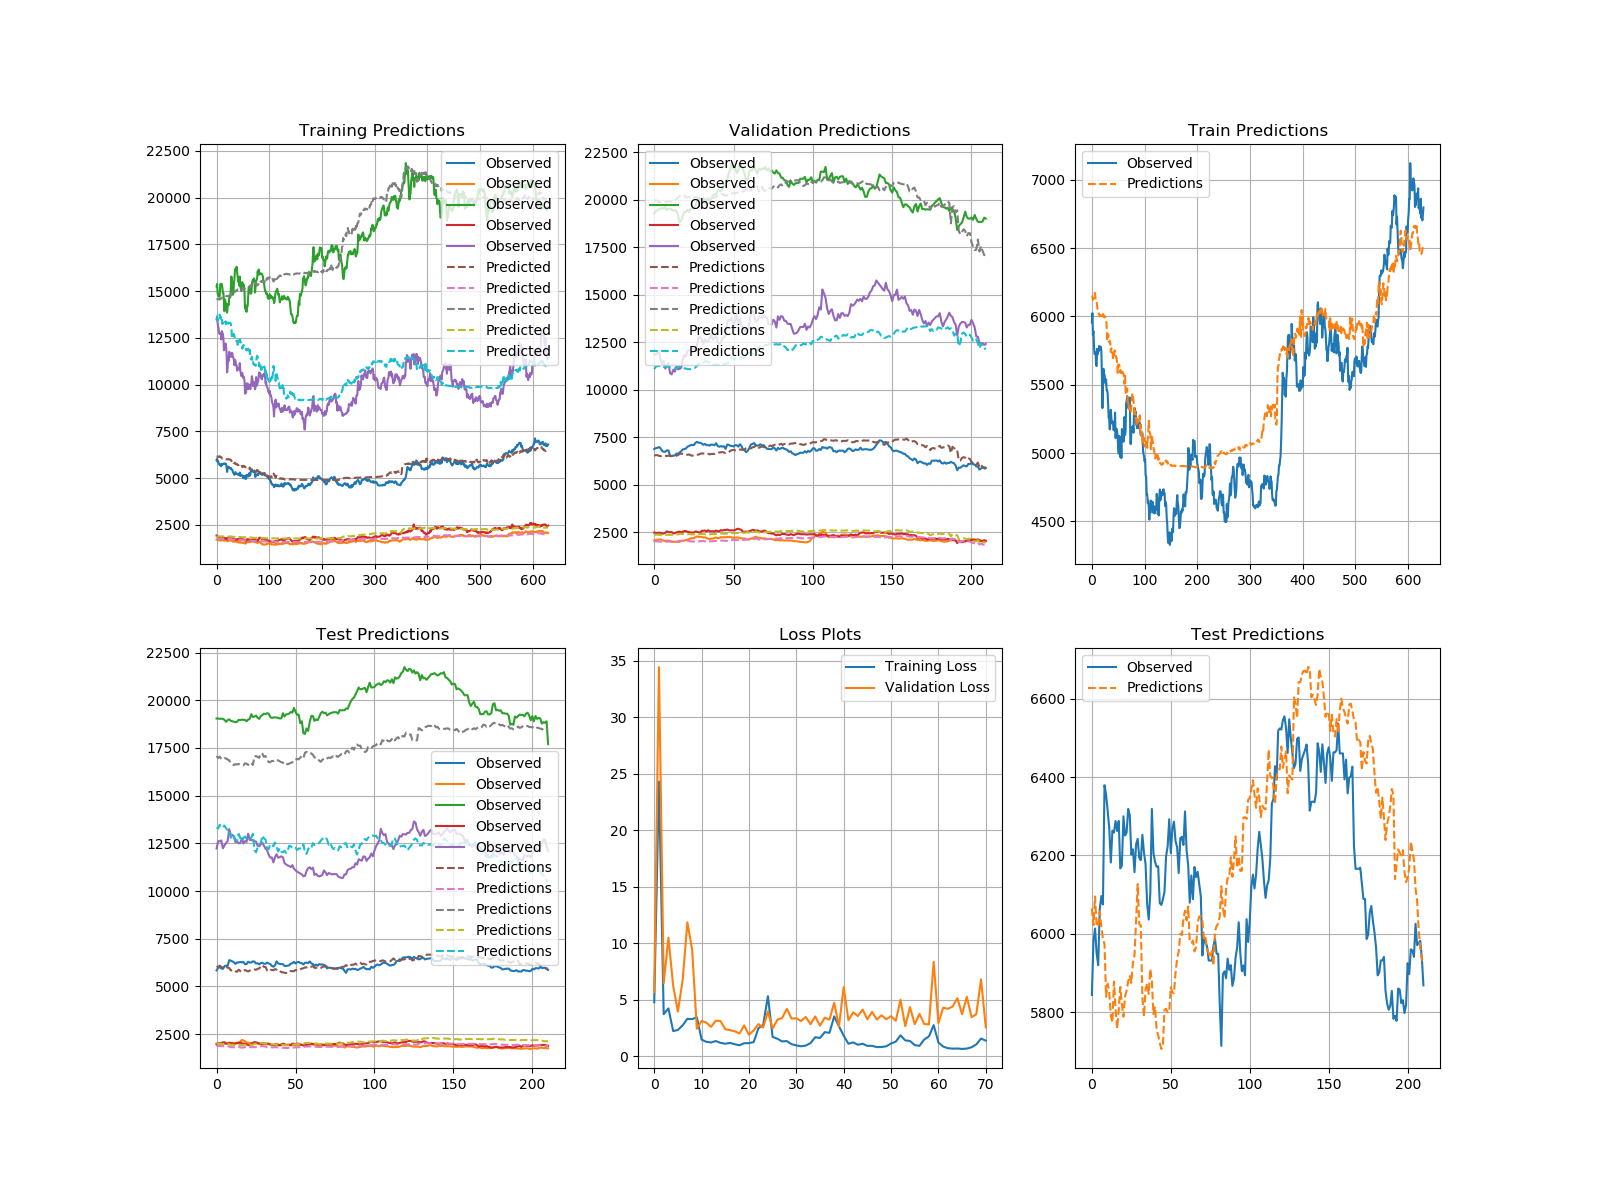 Training Predictions
22500
20000
17500
15000
12500
10000
7500
5000
2500
0
100
200
300
400
500
600
Observed
Observed
Observed
Observed
Observed
Predicted
Predicted
Predicted
Predicted
Predicted
Validation Predictions
22500
20000
17500
15000
12500
10000
7500
5000
2500
0
50
100
150
200
Observed
Observed
Observed
Observed
Observed
Predictions
Predictions
Predictions
Predictions
Predictions
Train Predictions
7000
6500
6000
5500
5000
4500
0
100
200
300
400
500
600
Observed
Predictions
Test Predictions
22500
20000
17500
15000
12500
10000
7500
5000
2500
0
50
100
150
200
Observed
Observed
Observed
Observed
Observed
Predictions
Predictions
Predictions
Predictions
Predictions
Loss Plots
35
30
25
20
15
10
5
0
0
10
20
30
40
50
60
70
Training Loss
Validation Loss
Test Predictions
6600
6400
6200
6000
5800
0
50
100
150
200
Observed
Predictions